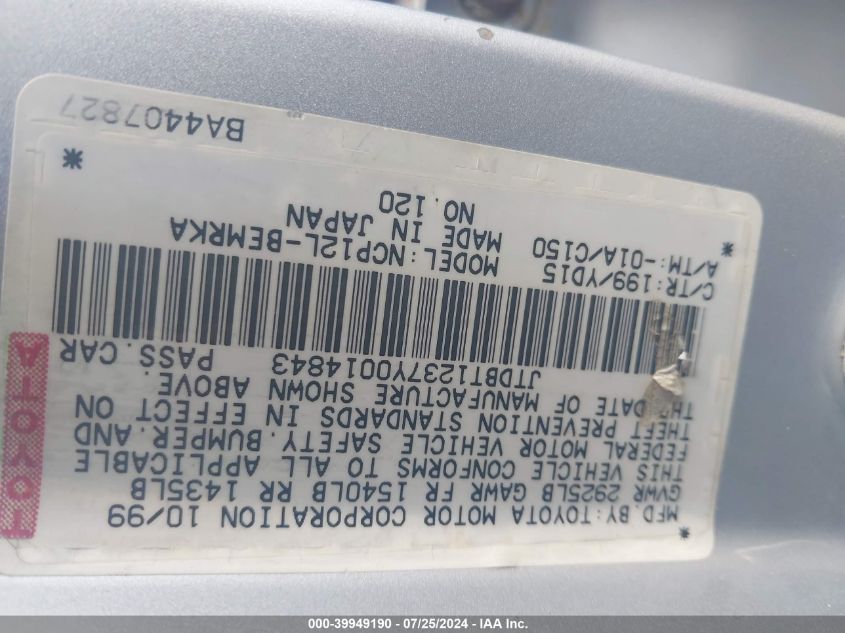 MFD. BY: TOYOTA MOTOR CORPORATION 10/99
GVWR 2925LB GAWR FR 1540LB RR 1435LB
THIS VEHICLE CONFORMS TO ALL APPLICABLE
FEDERAL MOTOR VEHICLE SAFETY. BUMPER. AND
THEFT PREVENTION STANDARDS IN EFFECT ON
DATE OF MANUFACTURE SHOWN ABOVE.
JTDBT1237Y0014843 PASS. CAR
C/TR: 199/YD15 MODEL: NCP12L-BEMRKA
A/TM: -01A/C150 MADE IN JAPAN
NO. 120
BA4407827
TOYOTA
000-39949190 - 07/25/2024 - IAA Inc.